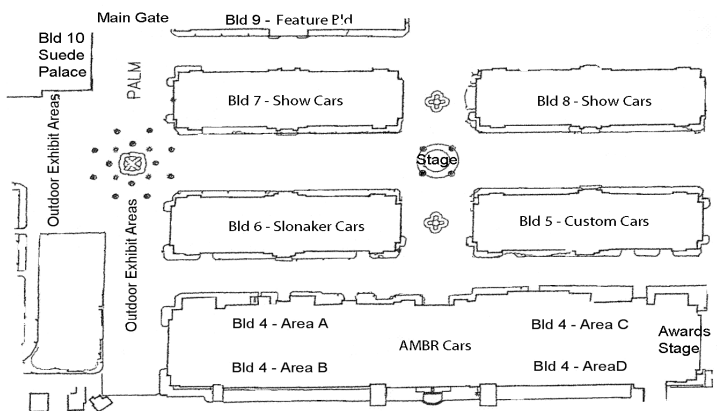 Main Gate
Bld 9 - Feature Bld
Bld 10
Suede
Palace
PALM
Bld 7 - Show Cars
Bld 8 - Show Cars
Outdoor Exhibit Areas
Stage
Bld 6 - Slonaker Cars
Bld 5 - Custom Cars
Outdoor Exhibit Areas
Bld 4 - Area A
Bld 4 - Area C
Awards
Stage
AMBR Cars
Bld 4 - Area B
Bld 4 - AreaD